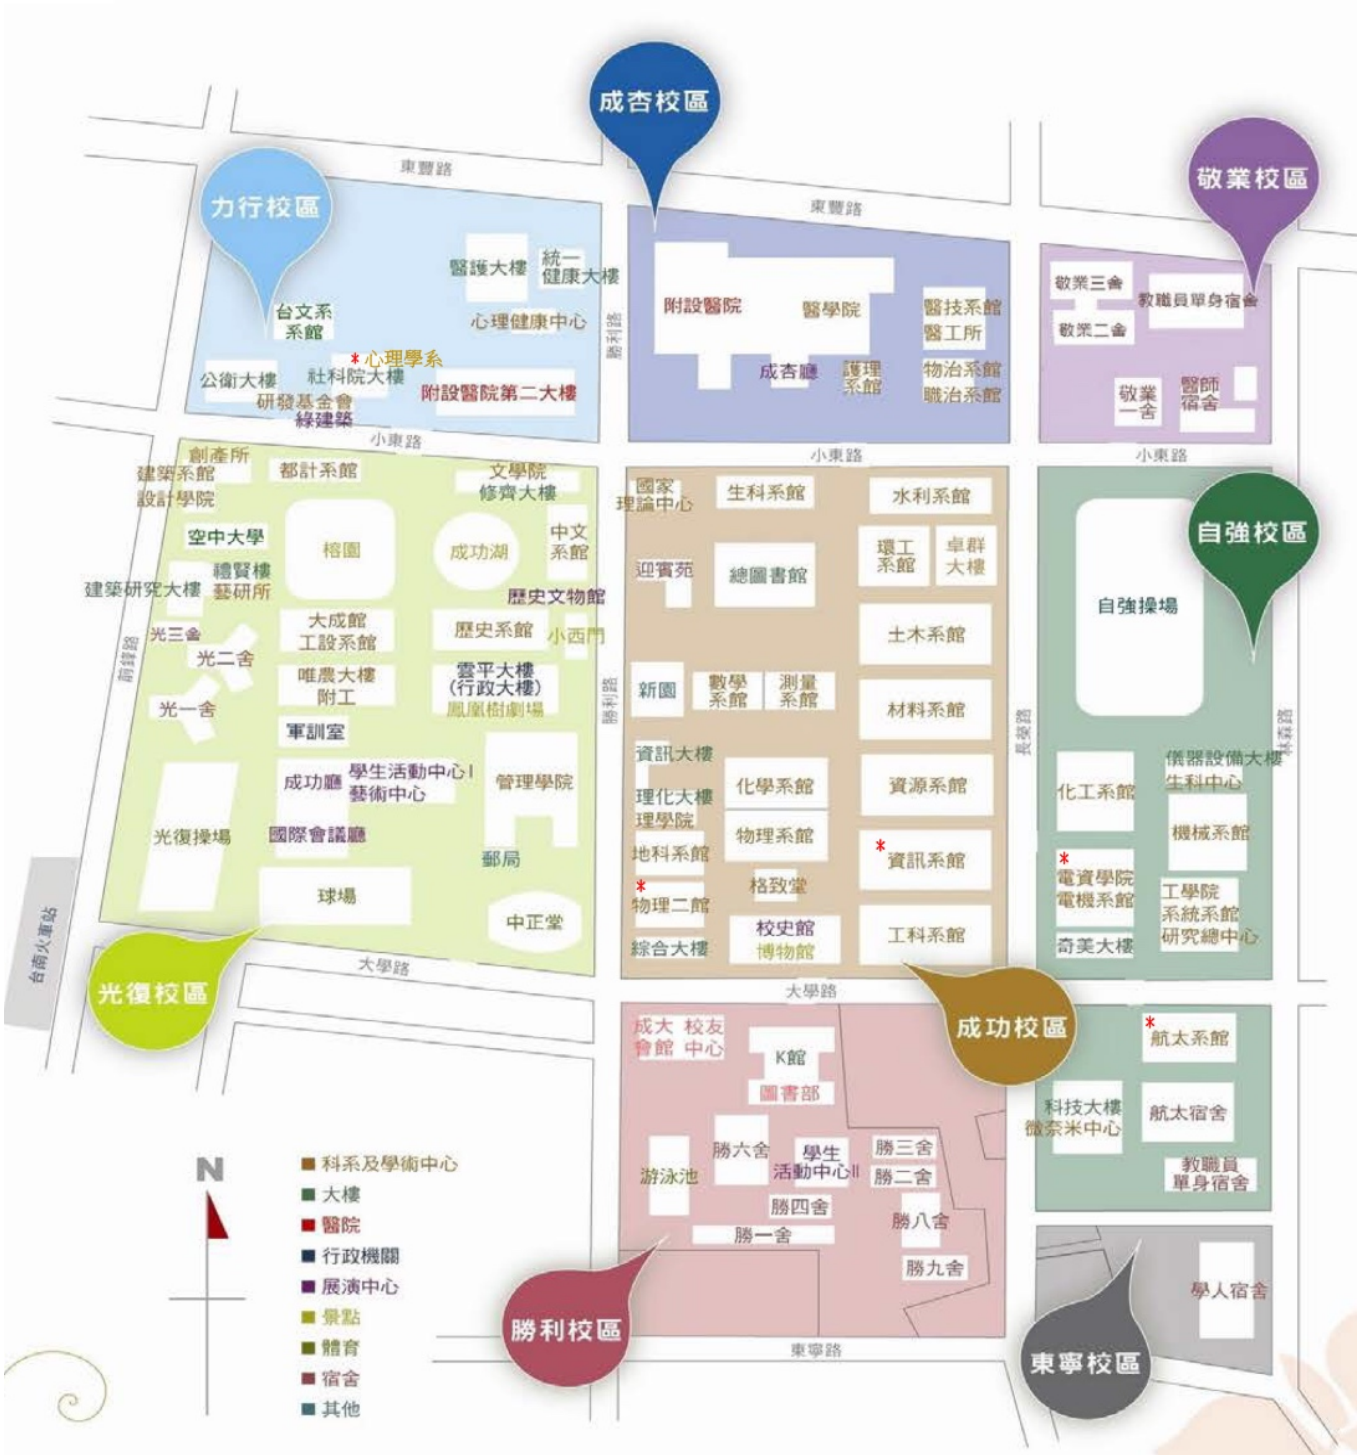 成杏校區
敬業校區
力行校區
東豐路
東豐路
醫護大樓
統一
健康大樓
台文系
系館
心理健康中心
* 心理學系
公衛大樓
社科院大樓
研發基金會
綠建築
附設醫院第二大樓
勝利路
附設醫院
醫學院
醫技系館
醫工所
成杏廳
護理
系館
物治系館
職治系館
敬業三舍
教職員單身宿舍
敬業二舍
敬業
一舍
醫師
宿舍
小東路
小東路
小東路
創產所
建築系館
設計學院
都計系館
文學院
修齊大樓
空中大學
榕園
成功湖
中文
系館
建築研究大樓
禮賢樓
藝研所
歷史文物館
光三舍
大成館
工設系館
歷史系館
小西門
光二舍
前鋒路
唯農大樓
附工
雲平大樓
(行政大樓)
鳳凰樹劇場
光一舍
軍訓室
成功廳
學生活動中心I
藝術中心
管理學院
光復操場
國際會議廳
郵局
球場
中正堂
台南火車站
光復校區
大學路
勝利路
國家
理論中心
生科系館
水利系館
迎賓苑
總圖書館
環工
系館
卓群
大樓
土木系館
新園
數學
系館
測量
系館
材料系館
資訊大樓
理化大樓
理學院
化學系館
資源系館
地科系館
物理系館
* 資訊系館
*
物理二館
格致堂
綜合大樓
校史館
博物館
工科系館
大學路
成功校區
長榮路
自強校區
自強操場
林森路
化工系館
儀器設備大樓
生科中心
機械系館
*
電資學院
電機系館
工學院
系統系館
研究總中心
奇美大樓
* 航太系館
科技大樓
微奈米中心
航太宿舍
教職員
單身宿舍
成大
會館
校友
中心
K館
圖書部
勝六舍
學生
活動中心II
勝三舍
勝二舍
游泳池
勝四舍
勝一舍
勝八舍
勝九舍
勝利校區
東寧路
東寧校區
學人宿舍
N
科系及學術中心
大樓
醫院
行政機關
展演中心
景點
體育
宿舍
其他